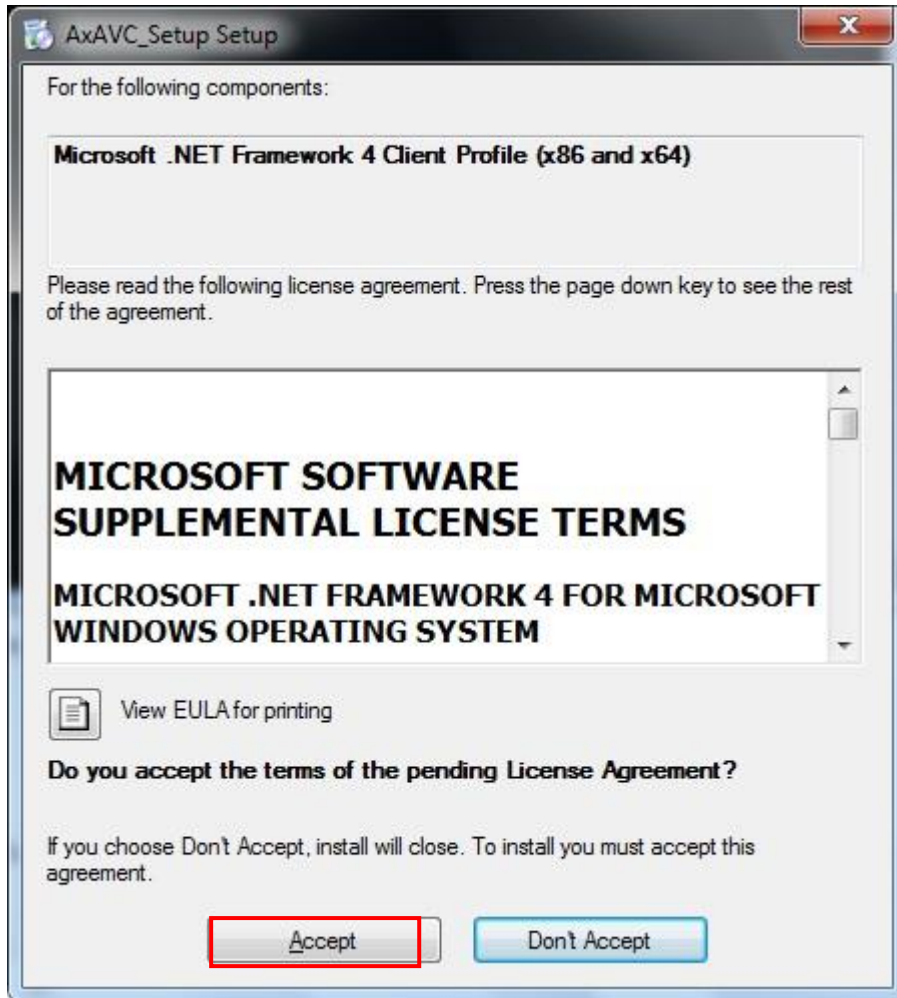 AxAVC_Setup Setup
For the following components:
Microsoft .NET Framework 4 Client Profile (x86 and x64)
Please read the following license agreement. Press the page down key to see the rest
of the agreement.
MICROSOFT SOFTWARE
SUPPLEMENTAL LICENSE TERMS
MICROSOFT .NET FRAMEWORK 4 FOR MICROSOFT
WINDOWS OPERATING SYSTEM
View EULA for printing
Do you accept the terms of the pending License Agreement?
If you choose Don't Accept, install will close. To install you must accept this
agreement.
Accept
Don't Accept